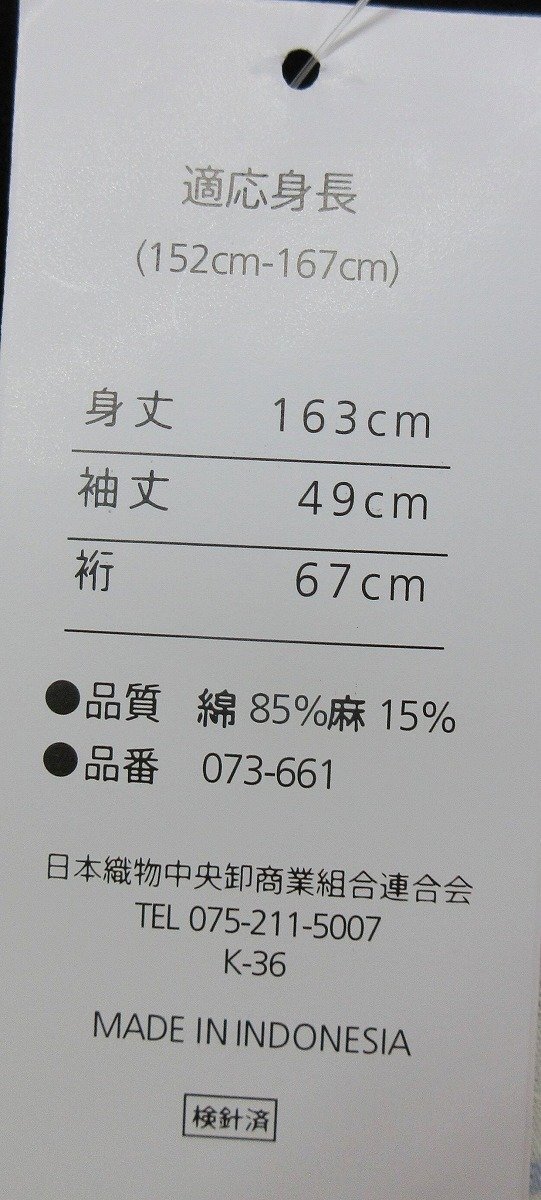 適応身長
(152cm-167cm)
身丈 163cm
袖丈 49cm
裄 67cm
●品質 綿 85%麻 15%
●品番 073-661
日本織物中央卸商業組合連合会
TEL 075-211-5007
K-36
MADE IN INDONESIA
検針済